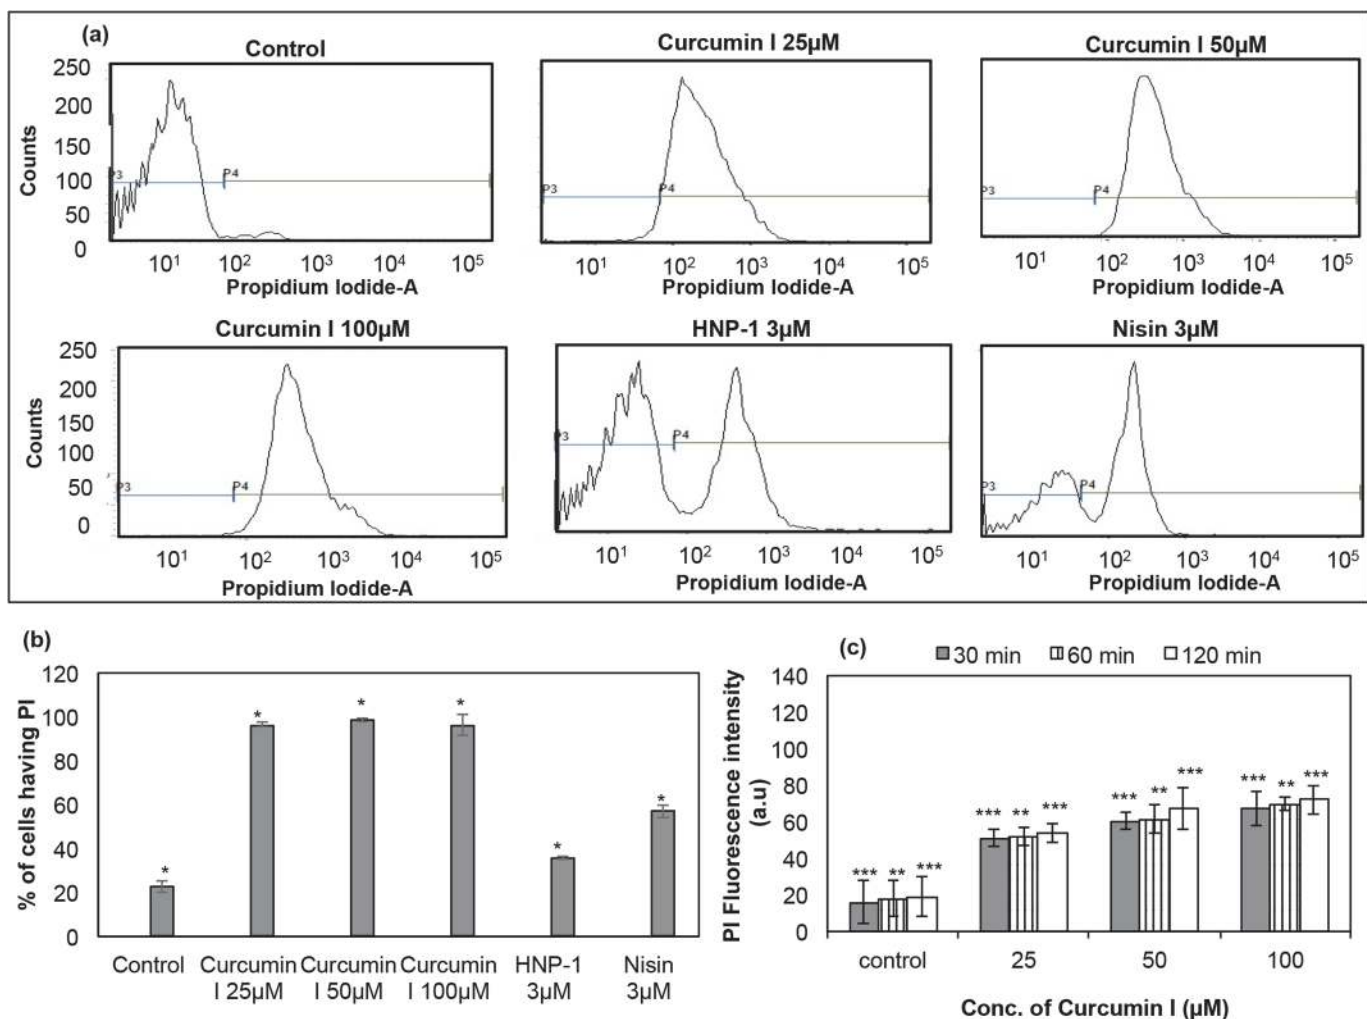 (a)
Control
Curcumin I 25µM
Curcumin I 50µM
250
200
150
100
50
0
Counts
P3
P4
P3
P4
P3
P4
10¹ 10² 10³ 10⁴ 10⁵
10¹ 10² 10³ 10⁴ 10⁵
10¹ 10² 10³ 10⁴ 10⁵
Propidium Iodide-A
Propidium Iodide-A
Propidium Iodide-A
Curcumin I 100µM
HNP-1 3µM
Nisin 3µM
250
200
150
100
50
0
Counts
P3
P4
P3
P4
P3
P4
10¹ 10² 10³ 10⁴ 10⁵
10¹ 10² 10³ 10⁴ 10⁵
10¹ 10² 10³ 10⁴ 10⁵
Propidium Iodide-A
Propidium Iodide-A
Propidium Iodide-A
(b)
% of cells having PI
120
100
80
60
40
20
0
* * * * * *
Control
Curcumin
I 25µM
Curcumin
I 50µM
Curcumin
I 100µM
HNP-1
3µM
Nisin
3µM
(c)
30 min 60 min 120 min
PI Fluorescence intensity
(a.u)
140
120
100
80
60
40
20
0
*** ** ***
*** ** ***
*** ** ***
*** ** ***
control 25 50 100
Conc. of Curcumin I (µM)